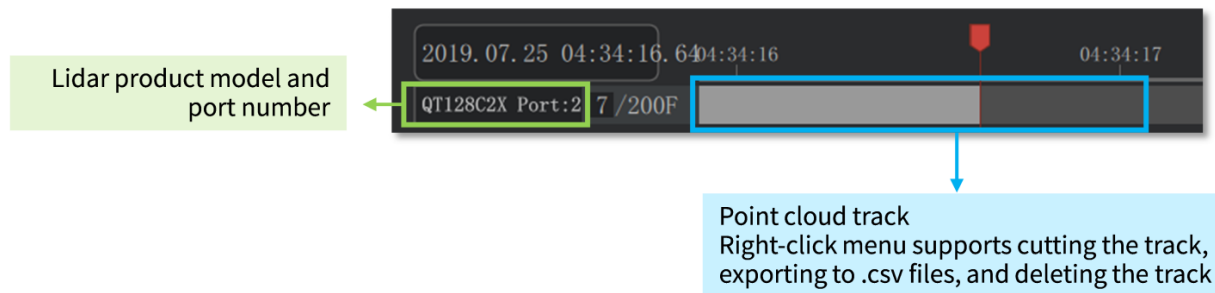 2019.07.25 04:34:16.64
04:34:16
04:34:17
Lidar product model and
port number
QT128C2X Port:2
7 /200F
Point cloud track
Right-click menu supports cutting the track,
exporting to .csv files, and deleting the track